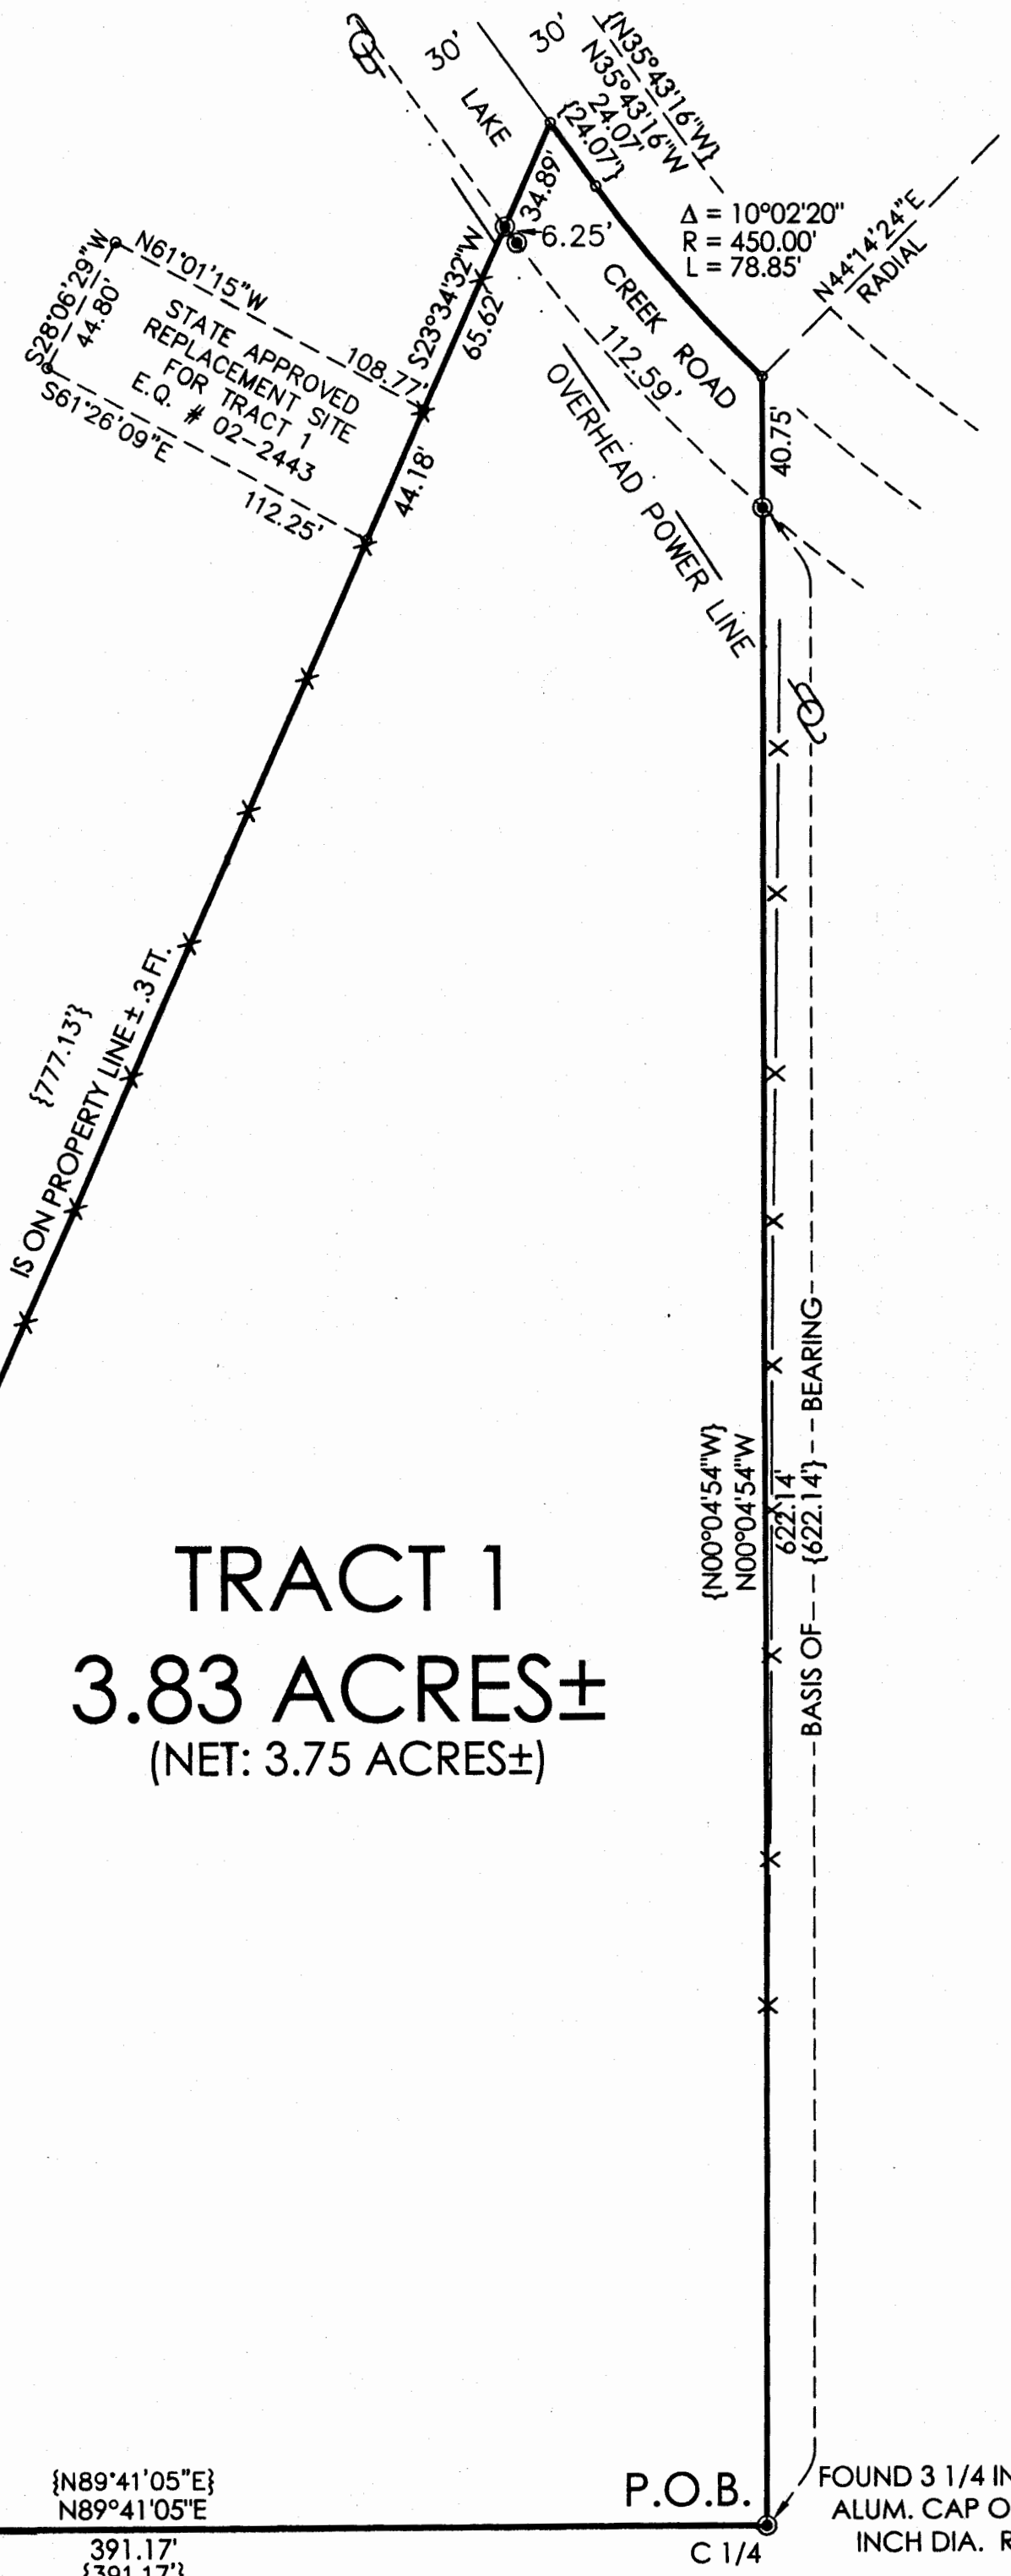 30'
30'
LAKE
{N35°43'16"W}
N35°43'16"W
24.07'
{24.07'}
34.89'
6.25'
Δ = 10°02'20"
R = 450.00'
L = 78.85'
N44°14'24"E
RADIAL
CREEK ROAD
112.59'
OVERHEAD POWER LINE
40.75'
S23°34'32"W
65.62'
N61°01'15"W
108.77'
S28°06'29"W
44.80'
STATE APPROVED
REPLACEMENT SITE
FOR TRACT 1
E.Q. # 02-2443
S61°26'09"E
112.25'
44.18'
{777.13'}
IS ON PROPERTY LINE ± .3 FT.
{N00°04'54"W}
N00°04'54"W
622.14'
{622.14'}
BASIS OF BEARING
TRACT 1
3.83 ACRES±
(NET: 3.75 ACRES±)
{N89°41'05"E}
N89°41'05"E
391.17'
{391.17'}
P.O.B.
C 1/4
FOUND 3 1/4 IN
ALUM. CAP O
INCH DIA. R